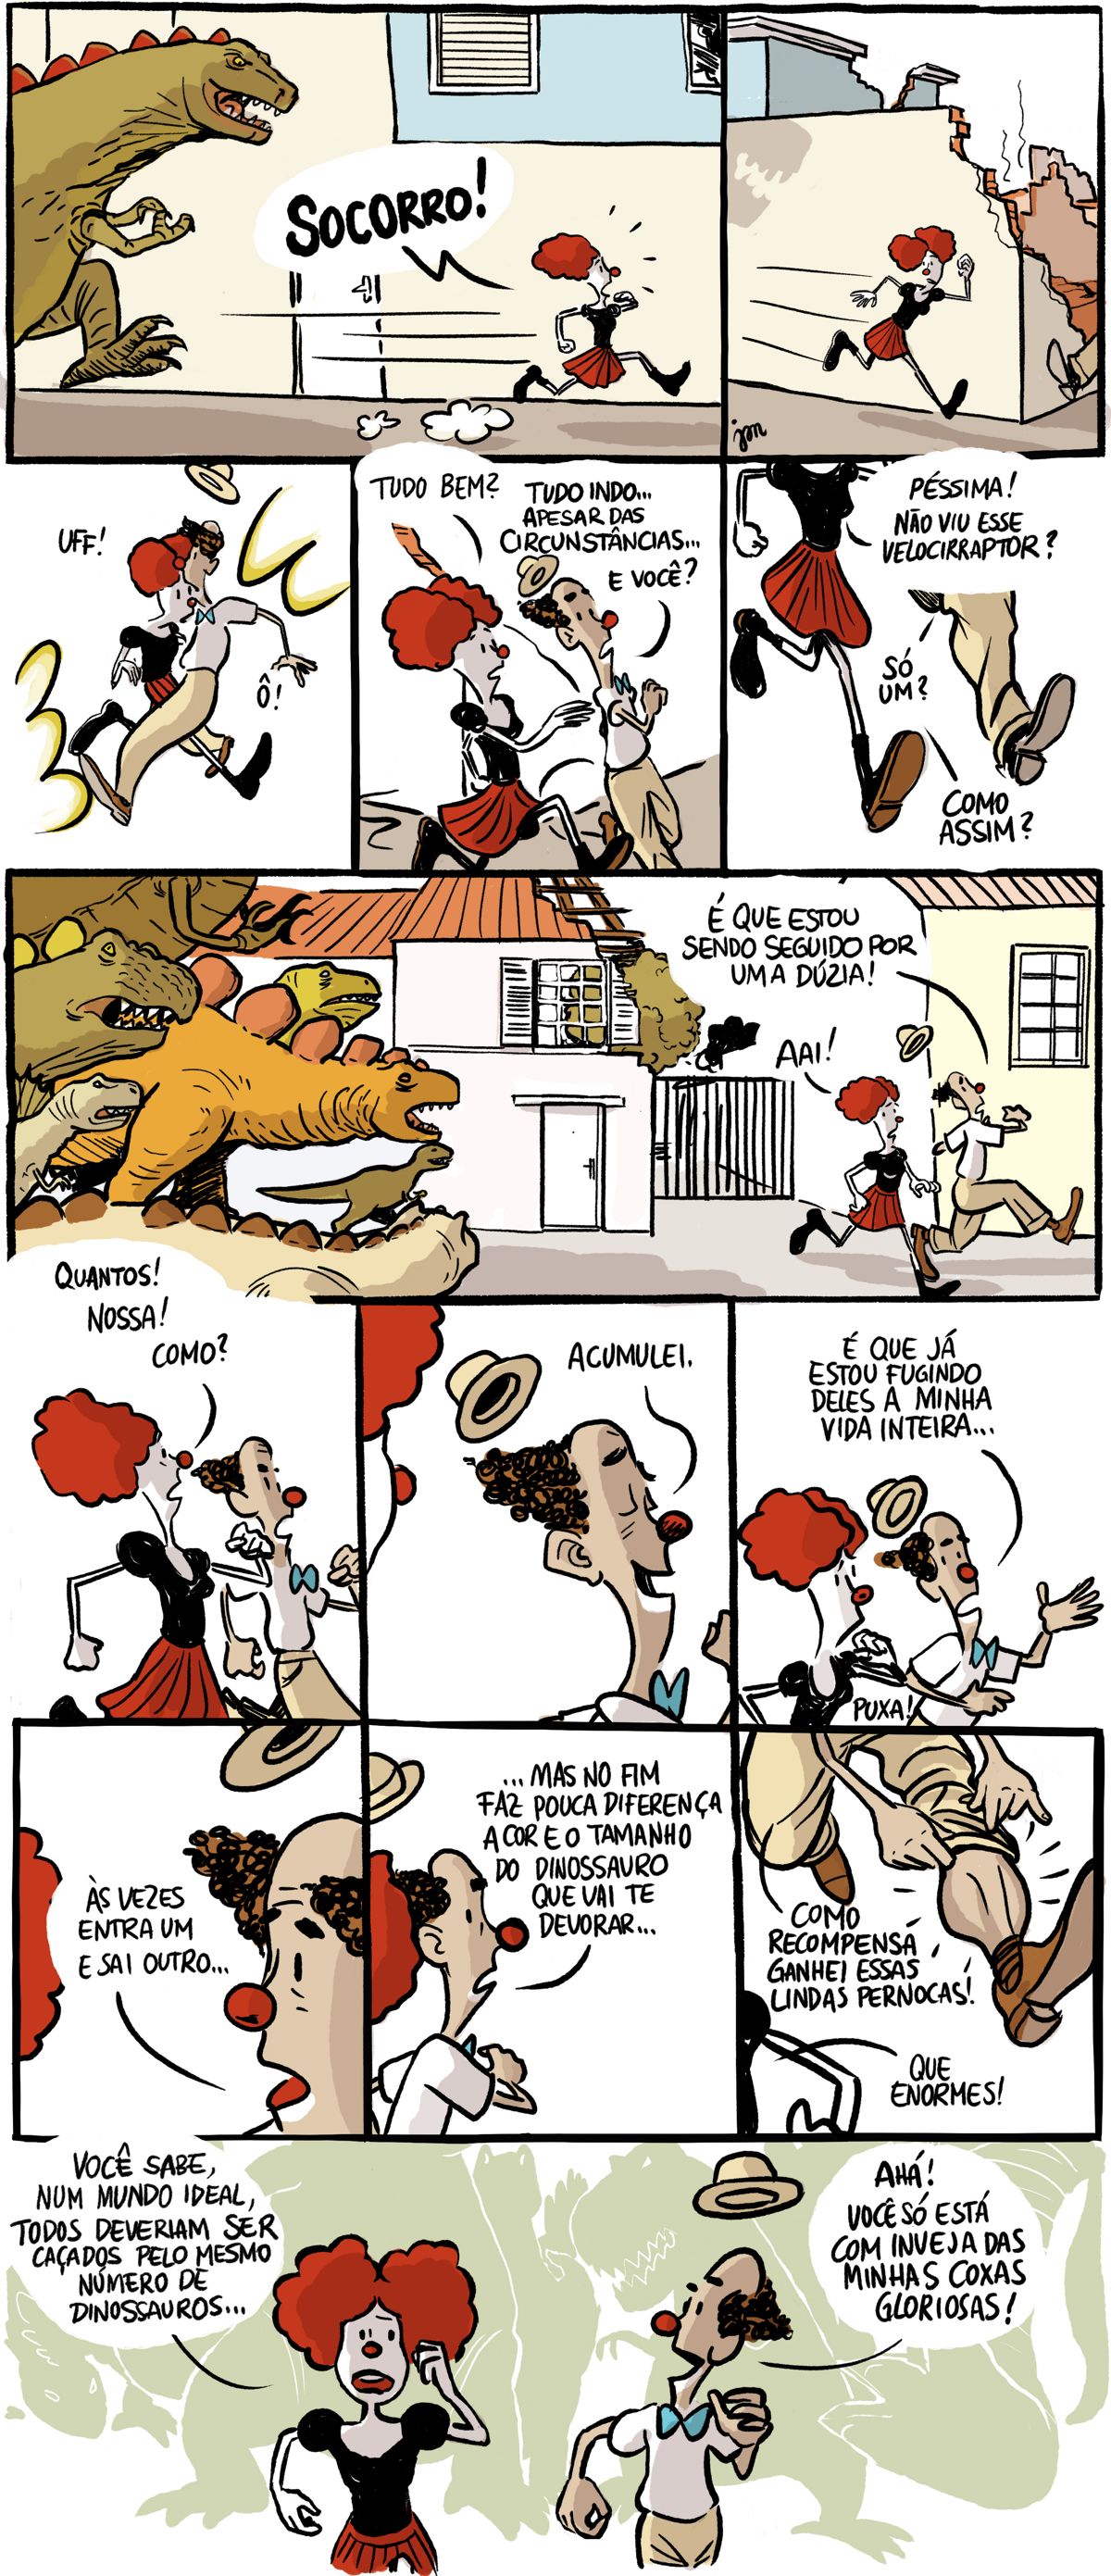 SOCORRO!
jm
UFF!
Ô!
TUDO BEM?
TUDO INDO...
APESAR DAS
CIRCUNSTÂNCIAS...
E VOCÊ?
PÉSSIMA!
NÃO VIU ESSE
VELOCIRRAPTOR?
SÓ
UM?
COMO
ASSIM?
É QUE ESTOU
SENDO SEGUIDO POR
UMA DÚZIA!
AAI!
QUANTOS!
NOSSA!
COMO?
ACUMULEI.
É QUE JÁ
ESTOU FUGINDO
DELES A MINHA
VIDA INTEIRA...
PUXA!
ÀS VEZES
ENTRA UM
E SAI OUTRO...
...MAS NO FIM
FAZ POUCA DIFERENÇA
A COR E O TAMANHO
DO DINOSSAURO
QUE VAI TE
DEVORAR...
COMO
RECOMPENSA
GANHEI ESSAS
LINDAS PERNOCAS!
QUE
ENORMES!
VOCÊ SABE,
NUM MUNDO IDEAL,
TODOS DEVERIAM SER
CAÇADOS PELO MESMO
NÚMERO DE
DINOSSAUROS...
AHÁ!
VOCÊ SÓ ESTÁ
COM INVEJA DAS
MINHAS COXAS
GLORIOSAS!